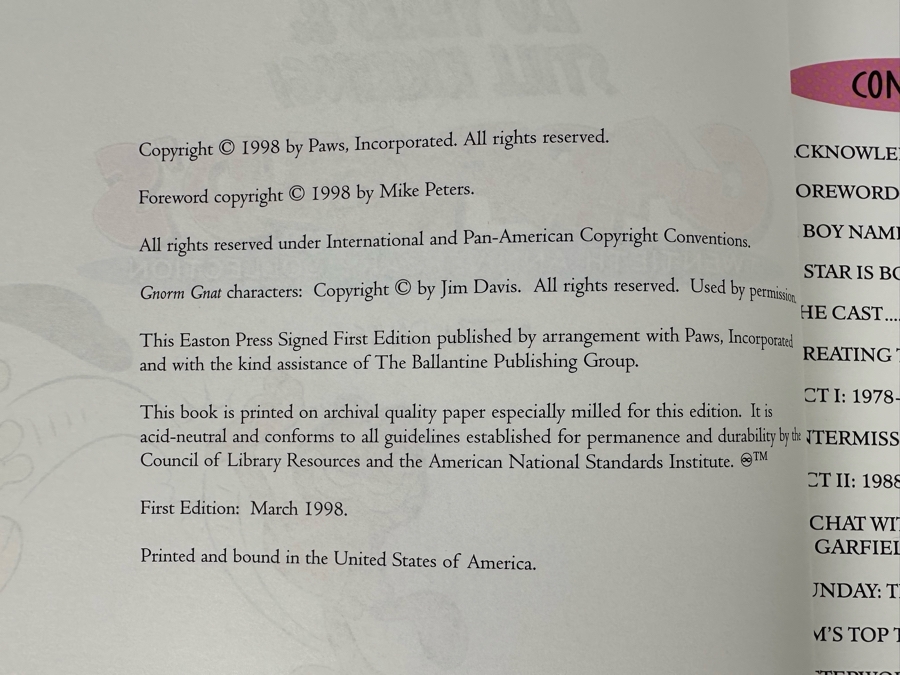 Copyright © 1998 by Paws, Incorporated. All rights reserved.
Foreword copyright © 1998 by Mike Peters.
All rights reserved under International and Pan-American Copyright Conventions.
Gnorm Gnat characters: Copyright © by Jim Davis. All rights reserved. Used by permission.
This Easton Press Signed First Edition published by arrangement with Paws, Incorporated
and with the kind assistance of The Ballantine Publishing Group.
This book is printed on archival quality paper especially milled for this edition. It is
acid-neutral and conforms to all guidelines established for permanence and durability by the
Council of Library Resources and the American National Standards Institute. ♾™
First Edition: March 1998.
Printed and bound in the United States of America.
CON
CKNOWLE
OREWORD
BOY NAM
STAR IS BO
HE CAST....
REATING
CT I: 1978-
NTERMISS
CT II: 1988
CHAT WI
GARFIEL
UNDAY: T
M'S TOP T